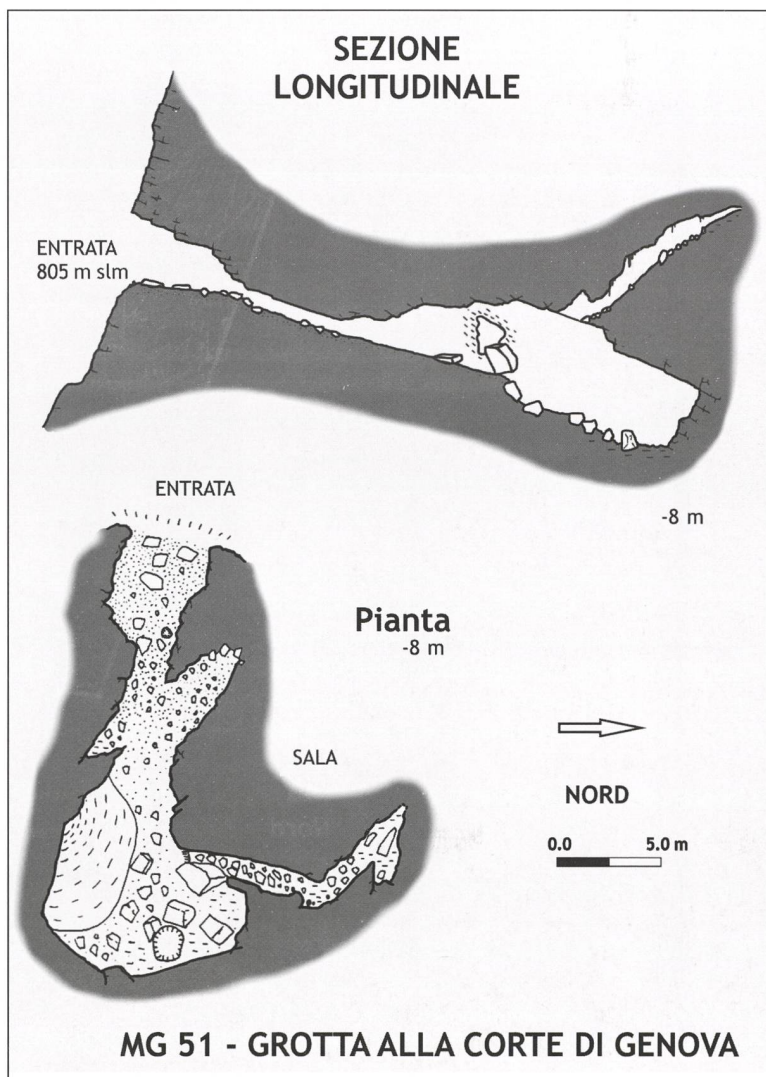 SEZIONE
LONGITUDINALE
ENTRATA
805 m slm
-8 m
ENTRATA
Pianta
-8 m
SALA
NORD
0.0 5.0 m
MG 51 - GROTTA ALLA CORTE DI GENOVA